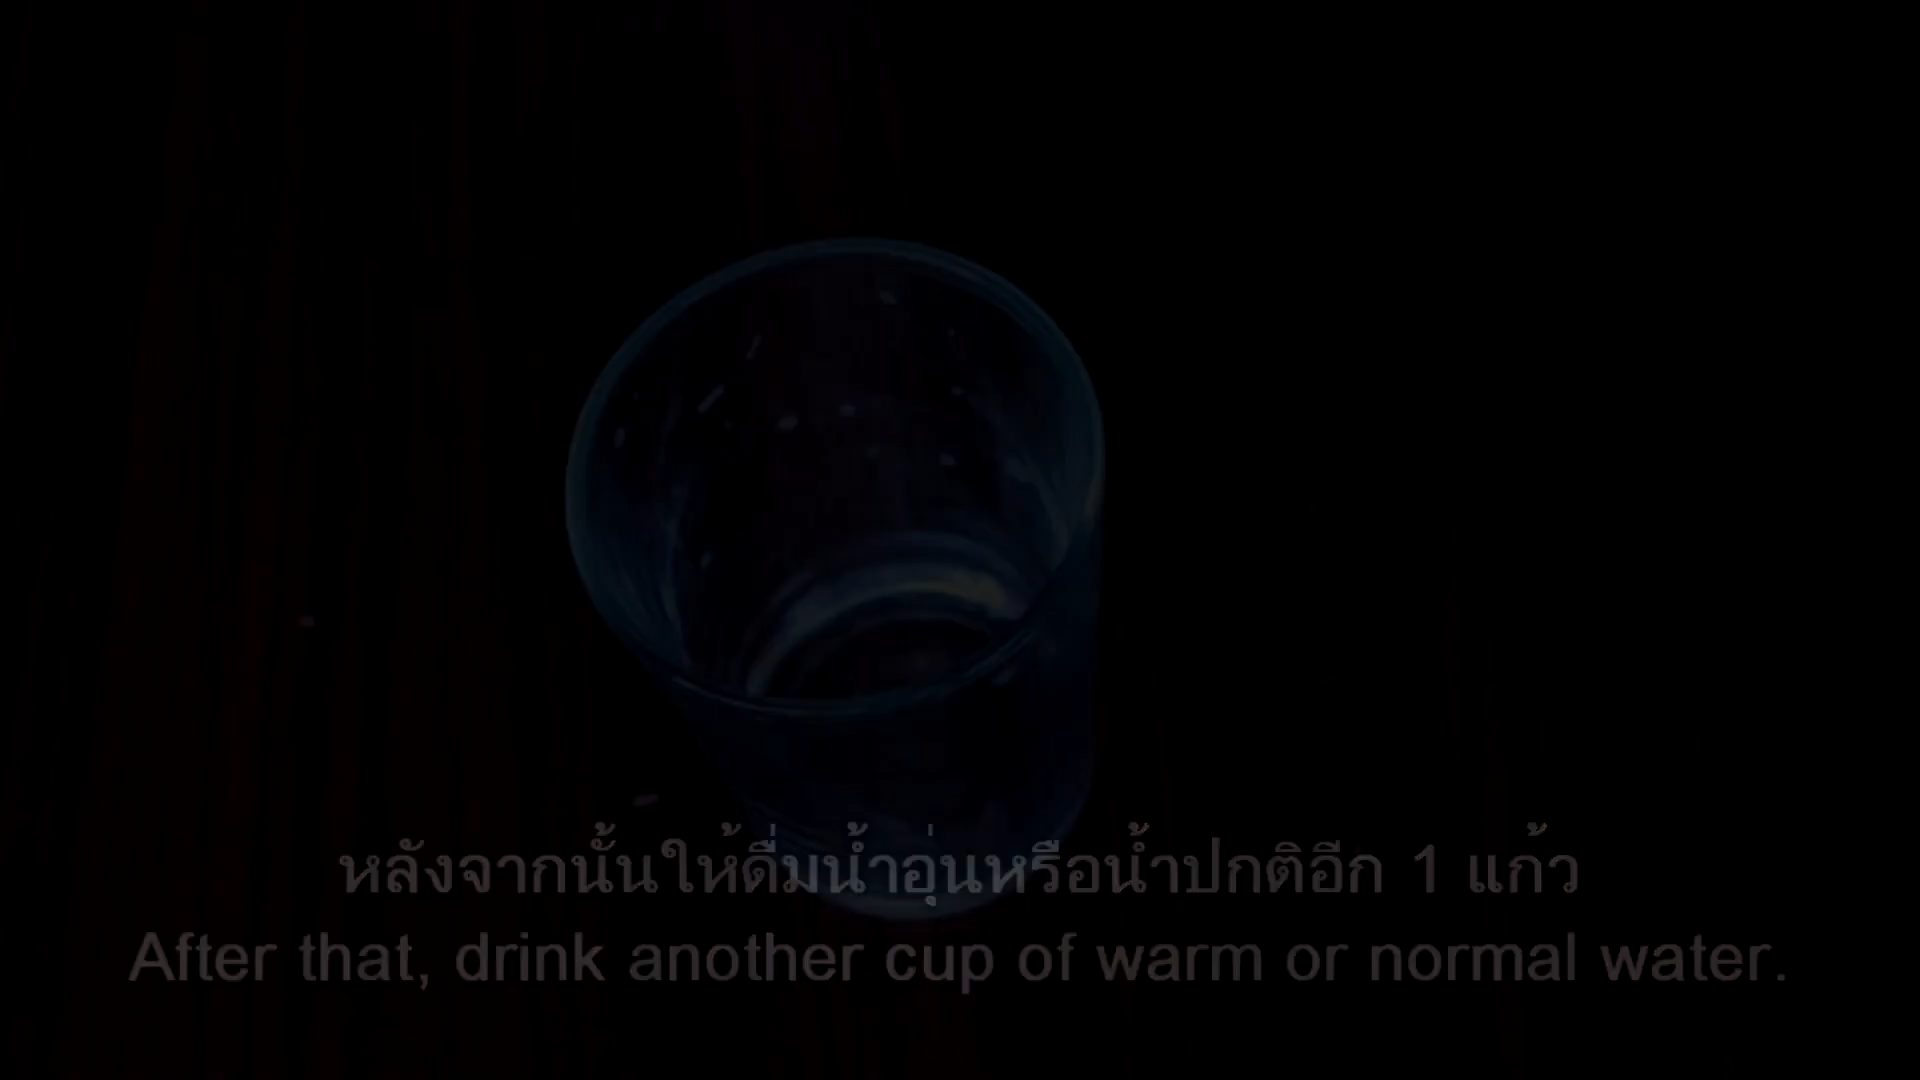 หลังจากนั้นให้ดื่มน้ำอุ่นหรือน้ำปกติอีก 1 แก้ว
After that, drink another cup of warm or normal water.